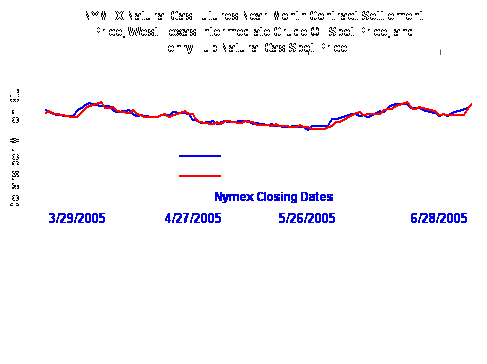 NYMEX Natural Gas Futures Near-Month Contract Settlement
Price, West Texas Intermediate Crude Oil Spot Price, and
Henry Hub Natural Gas Spot Price
Nymex Closing Dates
3/29/2005 4/27/2005 5/26/2005 6/28/2005